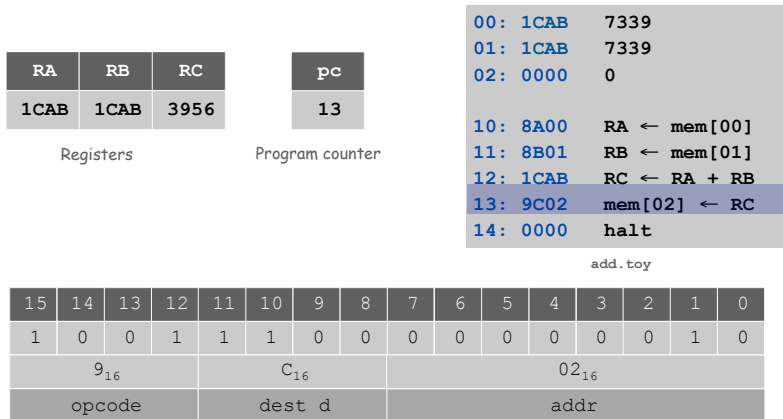 00: 1CAB 7339
01: 1CAB 7339
02: 0000 0
RA RB RC
1CAB 1CAB 3956
Registers
pc
13
Program counter
10: 8A00 RA ← mem[00]
11: 8B01 RB ← mem[01]
12: 1CAB RC ← RA + RB
13: 9C02 mem[02] ← RC
14: 0000 halt
add.toy
15 14 13 12 11 10 9 8 7 6 5 4 3 2 1 0
1 0 0 1 1 1 0 0 0 0 0 0 0 0 1 0
9₁₆ C₁₆ 02₁₆
opcode dest d addr